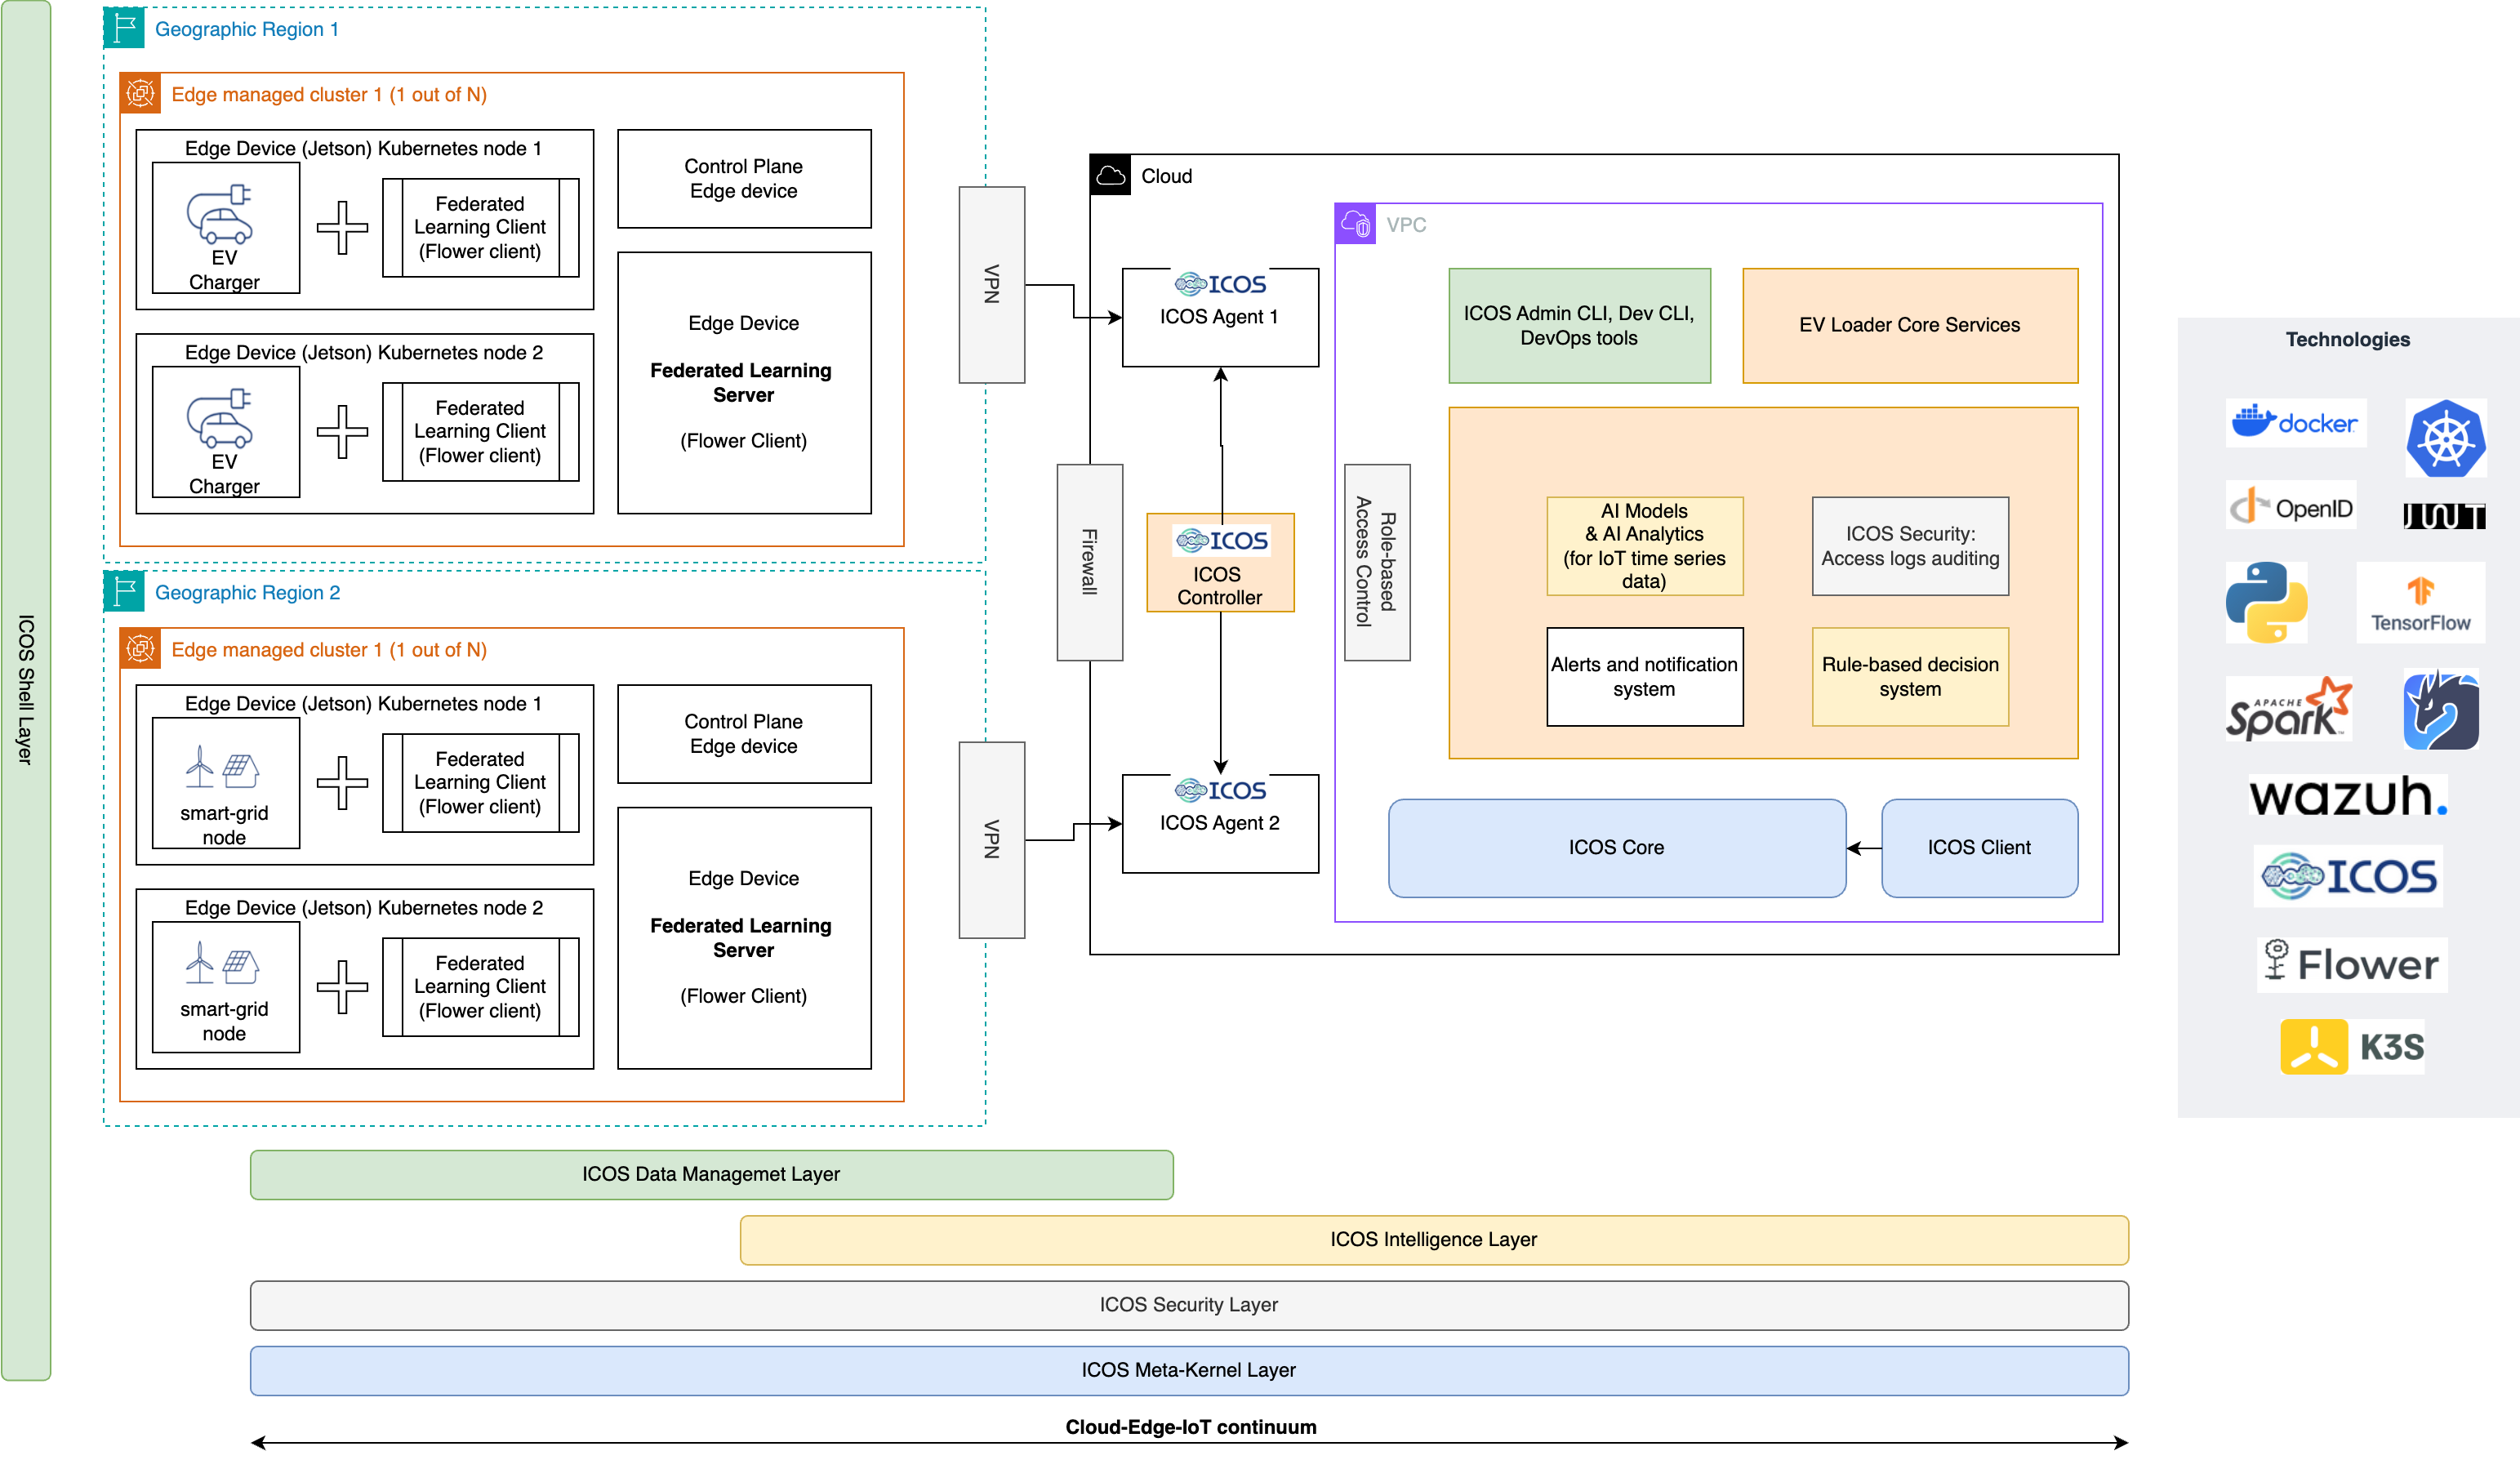 ICOS Shell Layer
Geographic Region 1
Edge managed cluster 1 (1 out of N)
Edge Device (Jetson) Kubernetes node 1
EV
Charger
Federated
Learning Client
(Flower client)
Edge Device (Jetson) Kubernetes node 2
EV
Charger
Federated
Learning Client
(Flower client)
Control Plane
Edge device
Edge Device
Federated Learning
Server
(Flower Client)
VPN
Geographic Region 2
Edge managed cluster 1 (1 out of N)
Edge Device (Jetson) Kubernetes node 1
smart-grid
node
Federated
Learning Client
(Flower client)
Edge Device (Jetson) Kubernetes node 2
smart-grid
node
Federated
Learning Client
(Flower client)
Control Plane
Edge device
Edge Device
Federated Learning
Server
(Flower Client)
VPN
Cloud
Firewall
ICOS
ICOS Agent 1
ICOS
ICOS
Controller
ICOS
ICOS Agent 2
VPC
Role-based
Access Control
ICOS Admin CLI, Dev CLI,
DevOps tools
EV Loader Core Services
AI Models
& AI Analytics
(for IoT time series
data)
ICOS Security:
Access logs auditing
Alerts and notification
system
Rule-based decision
system
ICOS Core
ICOS Client
Technologies
docker
OpenID
JWT
TensorFlow
APACHE
Spark™
wazuh.
ICOS
Flower
K3S
ICOS Data Managemet Layer
ICOS Intelligence Layer
ICOS Security Layer
ICOS Meta-Kernel Layer
Cloud-Edge-IoT continuum